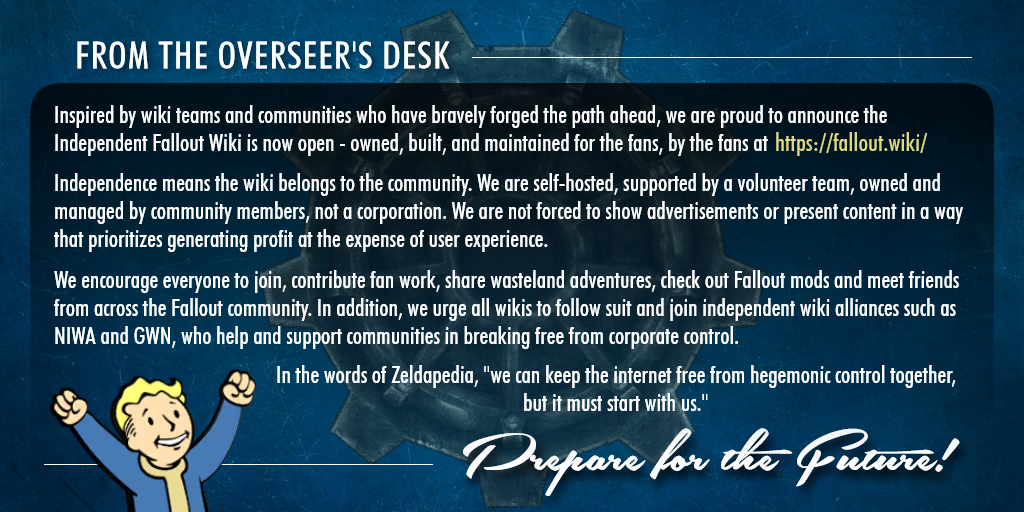 FROM THE OVERSEER'S DESK
Inspired by wiki teams and communities who have bravely forged the path ahead, we are proud to announce the
Independent Fallout Wiki is now open - owned, built, and maintained for the fans, by the fans at https://fallout.wiki/
Independence means the wiki belongs to the community. We are self-hosted, supported by a volunteer team, owned and
managed by community members, not a corporation. We are not forced to show advertisements or present content in a way
that prioritizes generating profit at the expense of user experience.
We encourage everyone to join, contribute fan work, share wasteland adventures, check out Fallout mods and meet friends
from across the Fallout community. In addition, we urge all wikis to follow suit and join independent wiki alliances such as
NIWA and GWN, who help and support communities in breaking free from corporate control.
In the words of Zeldapedia, "we can keep the internet free from hegemonic control together,
but it must start with us."
Prepare for the Future!